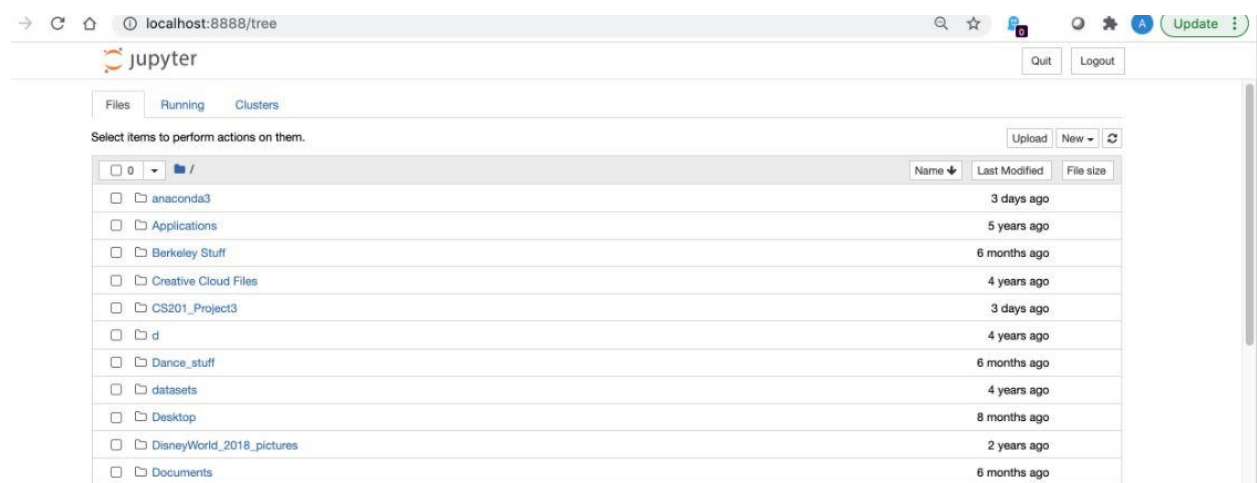 localhost:8888/tree
0
A
Update
jupyter
Quit
Logout
Files Running Clusters
Select items to perform actions on them.
Upload New
0 /
Name Last Modified File size
anaconda3 3 days ago
Applications 5 years ago
Berkeley Stuff 6 months ago
Creative Cloud Files 4 years ago
CS201_Project3 3 days ago
d 4 years ago
Dance_stuff 6 months ago
datasets 4 years ago
Desktop 8 months ago
DisneyWorld_2018_pictures 2 years ago
Documents 6 months ago